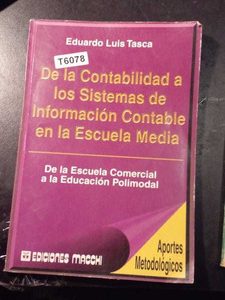 Eduardo Luis Tasca
T6078
De la Contabilidad a
los Sistemas de
Información Contable
en la Escuela Media
De la Escuela Comercial
a la Educación Polimodal
Aportes
Metodológicos
EDICIONES MACCHI